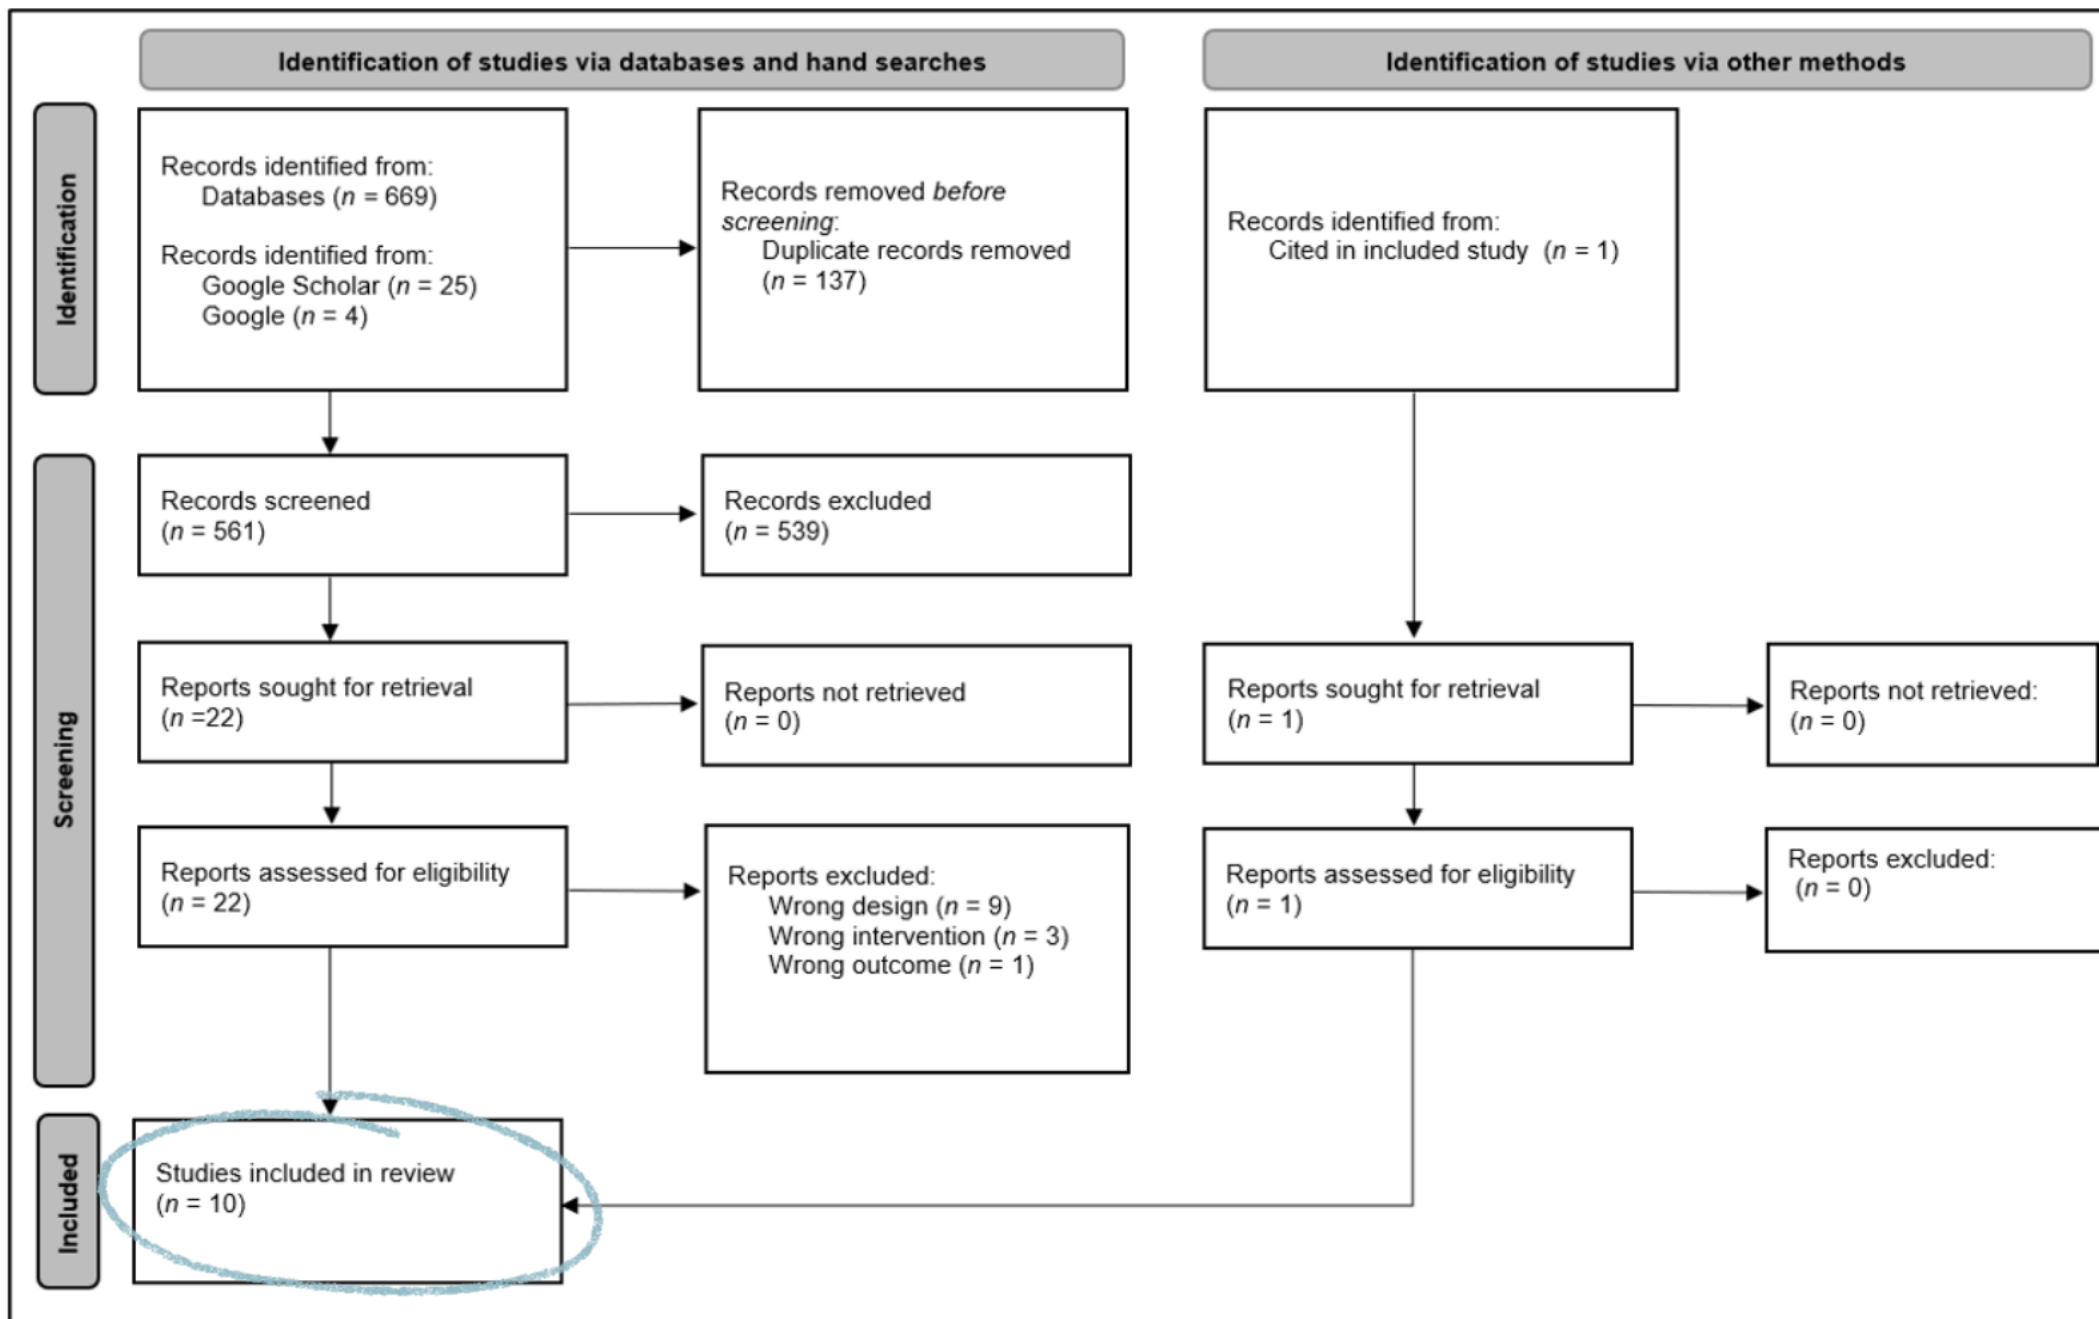 Identification of studies via databases and hand searches
Identification of studies via other methods
Identification
Records identified from:
Databases (n = 669)
Records identified from:
Google Scholar (n = 25)
Google (n = 4)
Records removed before
screening:
Duplicate records removed
(n = 137)
Records identified from:
Cited in included study (n = 1)
Screening
Records screened
(n = 561)
Records excluded
(n = 539)
Reports sought for retrieval
(n =22)
Reports not retrieved
(n = 0)
Reports sought for retrieval
(n = 1)
Reports not retrieved:
(n = 0)
Reports assessed for eligibility
(n = 22)
Reports excluded:
Wrong design (n = 9)
Wrong intervention (n = 3)
Wrong outcome (n = 1)
Reports assessed for eligibility
(n = 1)
Reports excluded:
(n = 0)
Included
Studies included in review
(n = 10)